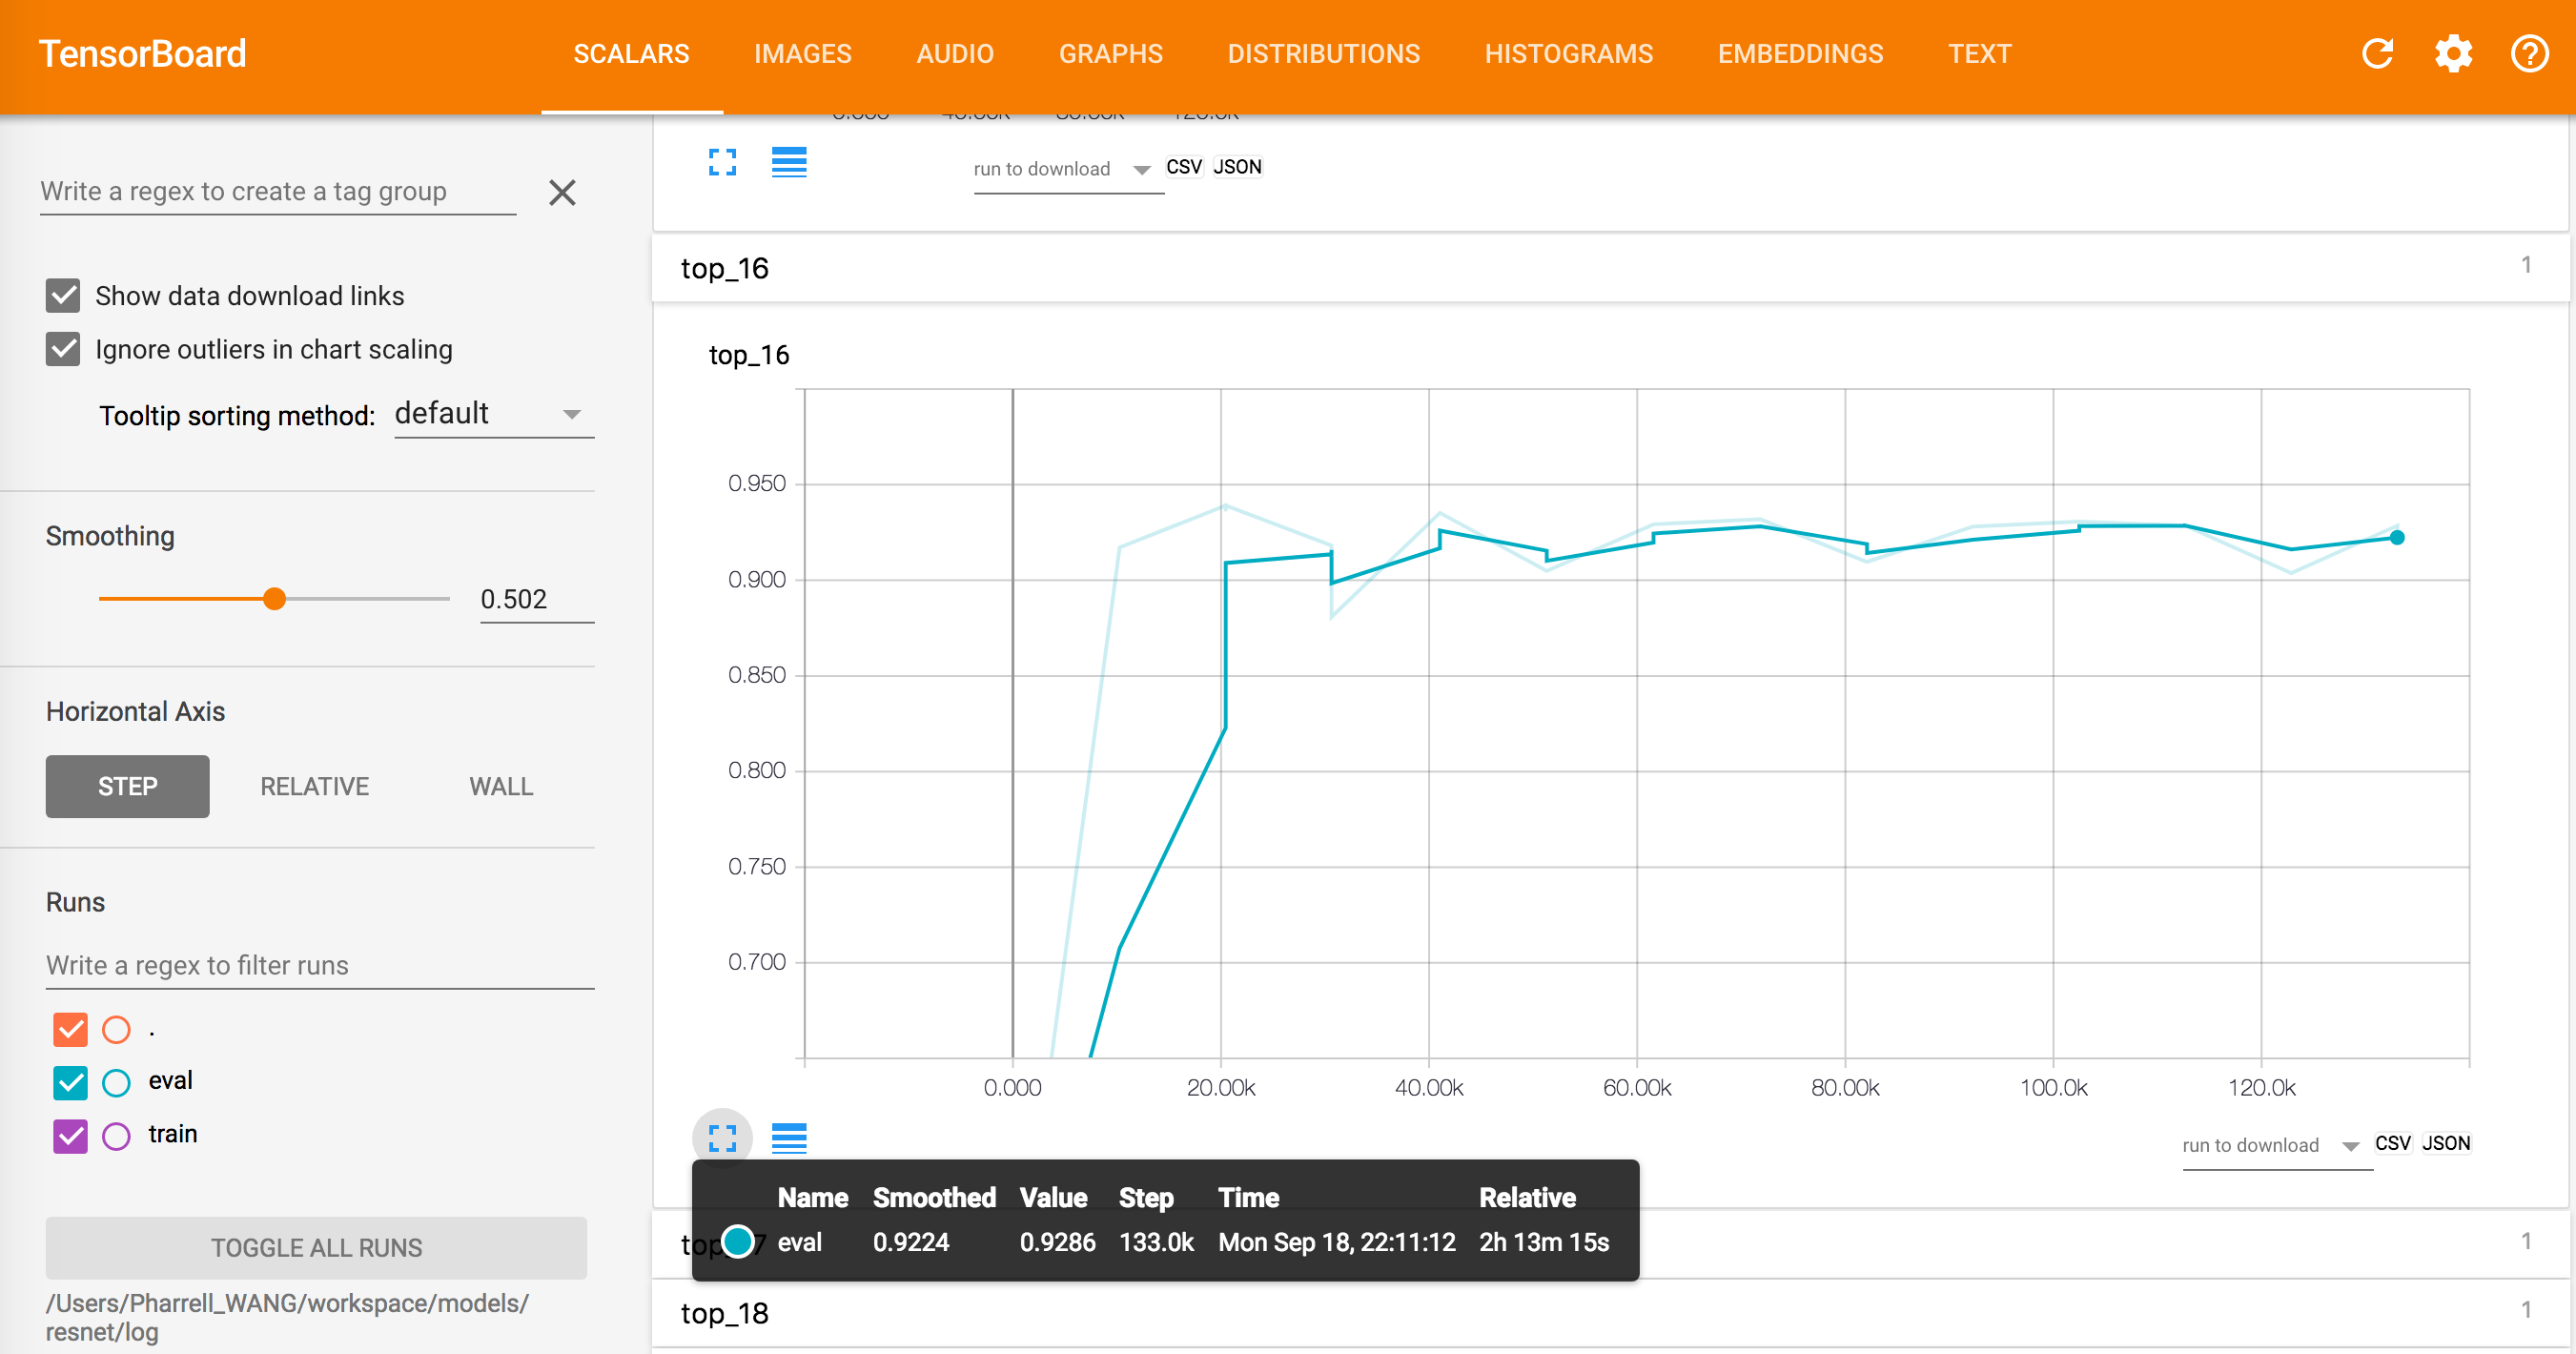 TensorBoard
SCALARS IMAGES AUDIO GRAPHS DISTRIBUTIONS HISTOGRAMS EMBEDDINGS TEXT
Write a regex to create a tag group
Show data download links
Ignore outliers in chart scaling
Tooltip sorting method: default
Smoothing
0.502
Horizontal Axis
STEP RELATIVE WALL
Runs
Write a regex to filter runs
.
eval
train
TOGGLE ALL RUNS
/Users/Pharrell_WANG/workspace/models/
resnet/log
run to download CSV JSON
top_16 1
top_16
0.950
0.900
0.850
0.800
0.750
0.700
0.000 20.00k 40.00k 60.00k 80.00k 100.0k 120.0k
run to download CSV JSON
Name Smoothed Value Step Time Relative
eval 0.9224 0.9286 133.0k Mon Sep 18, 22:11:12 2h 13m 15s
1
top_18 1